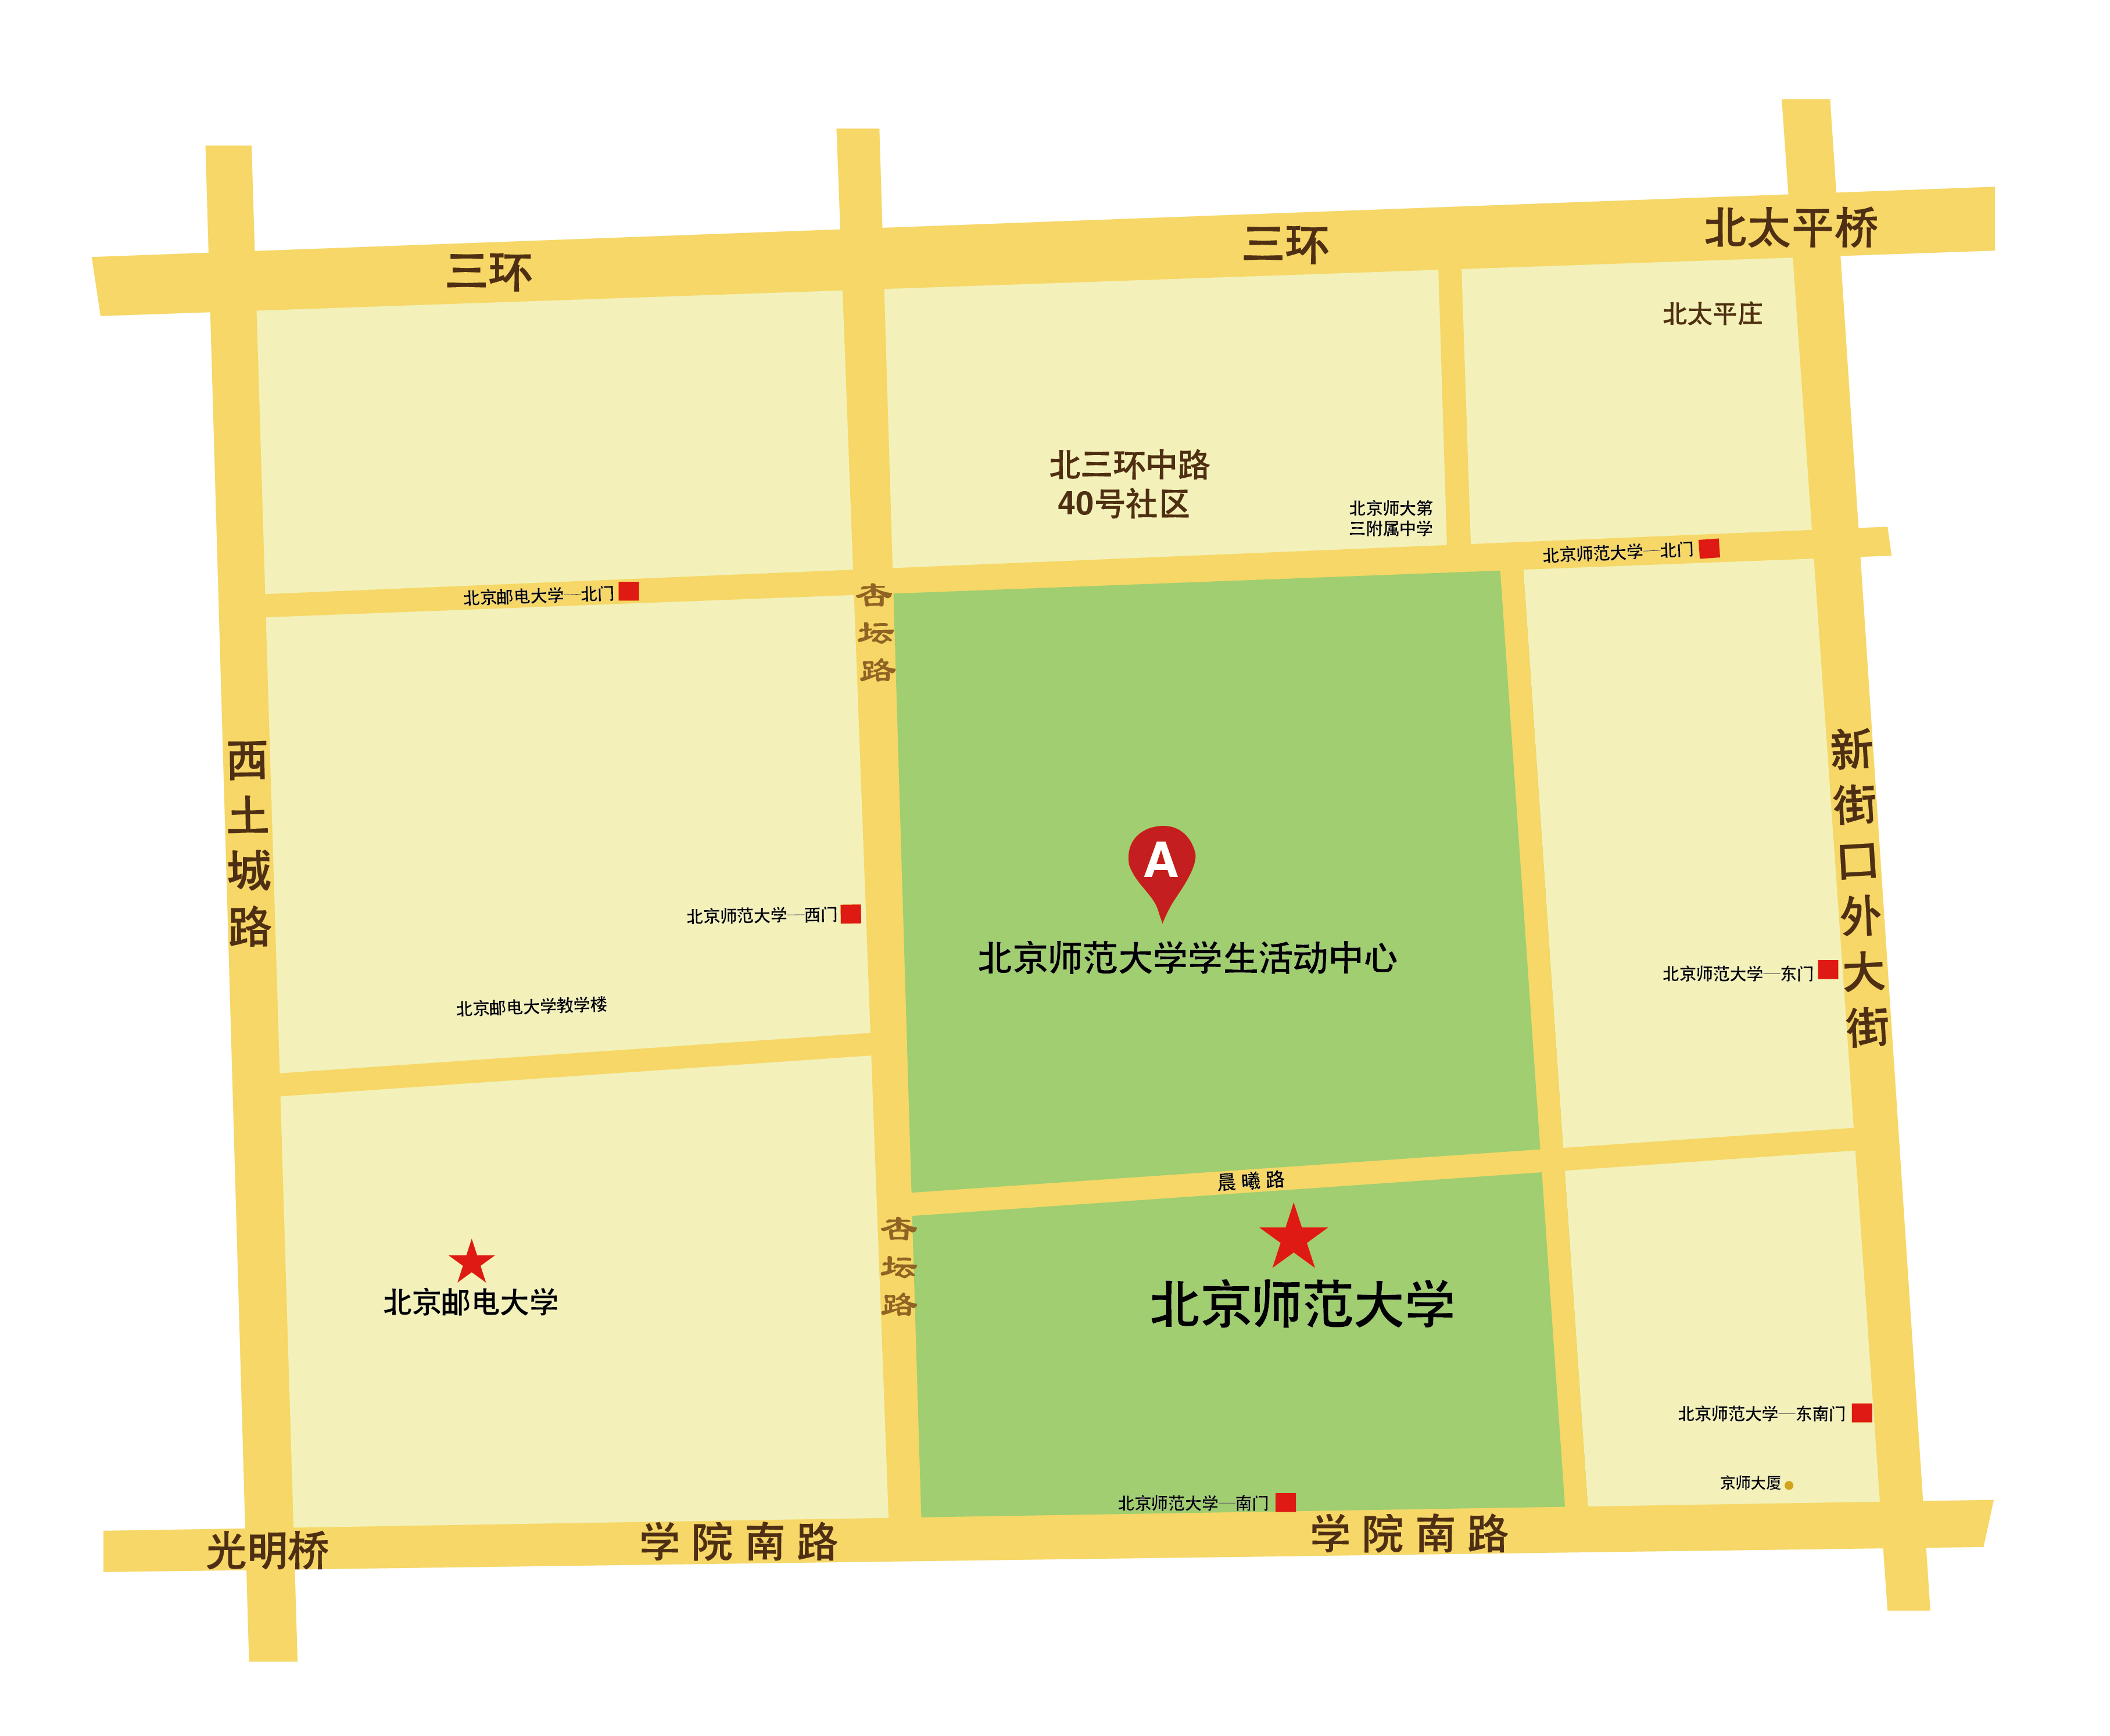 北太平桥
三环
三环
北太平庄
北三环中路
40号社区
北京师大第
三附属中学
北京师范大学—北门
北京邮电大学—北门
杏坛路
西土城路
新街口外大街
A
北京师范大学学生活动中心
北京师范大学—西门
北京师范大学—东门
北京邮电大学教学楼
晨曦路
杏坛路
北京邮电大学
北京师范大学
北京师范大学—东南门
京师大厦
北京师范大学—南门
学院南路
学院南路
光明桥